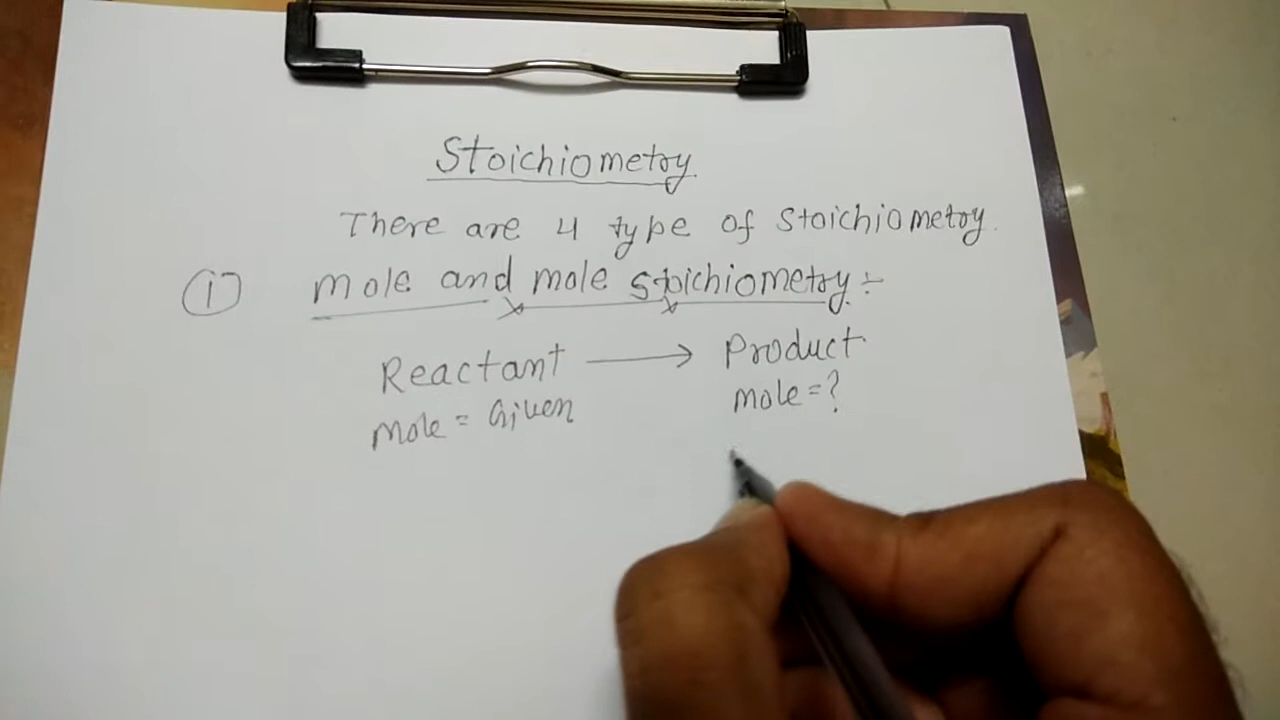 Stoichiometry.
There are 4 type of Stoichiometry.
① Mole and mole stoichiometry :-
Reactant → Product
mole = Given mole = ?